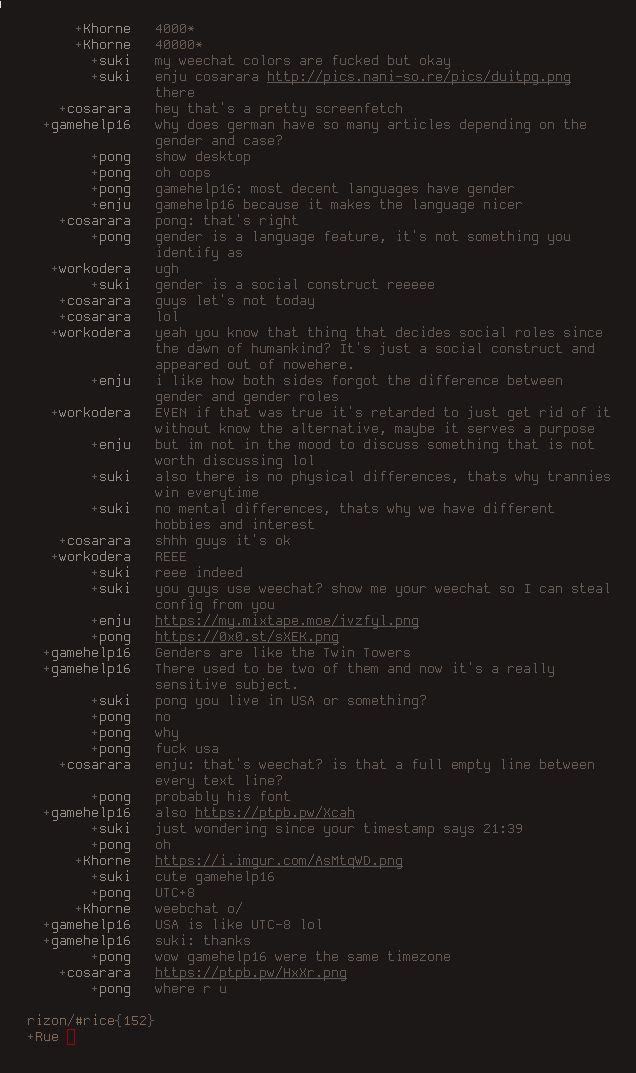 +Khorne 4000*
+Khorne 40000*
+suki my weechat colors are fucked but okay
+suki enju cosarara http://pics.nani-so.re/pics/duitpg.png
there
+cosarara hey that's a pretty screenfetch
+gamehelp16 why does german have so many articles depending on the
gender and case?
+pong show desktop
+pong oh oops
+pong gamehelp16: most decent languages have gender
+enju gamehelp16 because it makes the language nicer
+cosarara pong: that's right
+pong gender is a language feature, it's not something you
identify as
+workodera ugh
+suki gender is a social construct reeeee
+cosarara guys let's not today
+cosarara lol
+workodera yeah you know that thing that decides social roles since
the dawn of humankind? It's just a social construct and
appeared out of nowehere.
+enju i like how both sides forgot the difference between
gender and gender roles
+workodera EVEN if that was true it's retarded to just get rid of it
without know the alternative, maybe it serves a purpose
+enju but im not in the mood to discuss something that is not
worth discussing lol
+suki also there is no physical differences, thats why trannies
win everytime
+suki no mental differences, thats why we have different
hobbies and interest
+cosarara shhh guys it's ok
+workodera REEE
+suki reee indeed
+suki you guys use weechat? show me your weechat so I can steal
config from you
+enju https://my.mixtape.moe/jvzfyl.png
+pong https://0x0.st/sXEK.png
+gamehelp16 Genders are like the Twin Towers
+gamehelp16 There used to be two of them and now it's a really
sensitive subject.
+suki pong you live in USA or something?
+pong no
+pong why
+pong fuck usa
+cosarara enju: that's weechat? is that a full empty line between
every text line?
+pong probably his font
+gamehelp16 also https://ptpb.pw/Xcah
+suki just wondering since your timestamp says 21:39
+pong oh
+Khorne https://i.imgur.com/AsMtqWD.png
+suki cute gamehelp16
+pong UTC+8
+Khorne weebchat o/
+gamehelp16 USA is like UTC-8 lol
+gamehelp16 suki: thanks
+pong wow gamehelp16 were the same timezone
+cosarara https://ptpb.pw/HxXr.png
+pong where r u
rizon/#rice{152}
+Rue